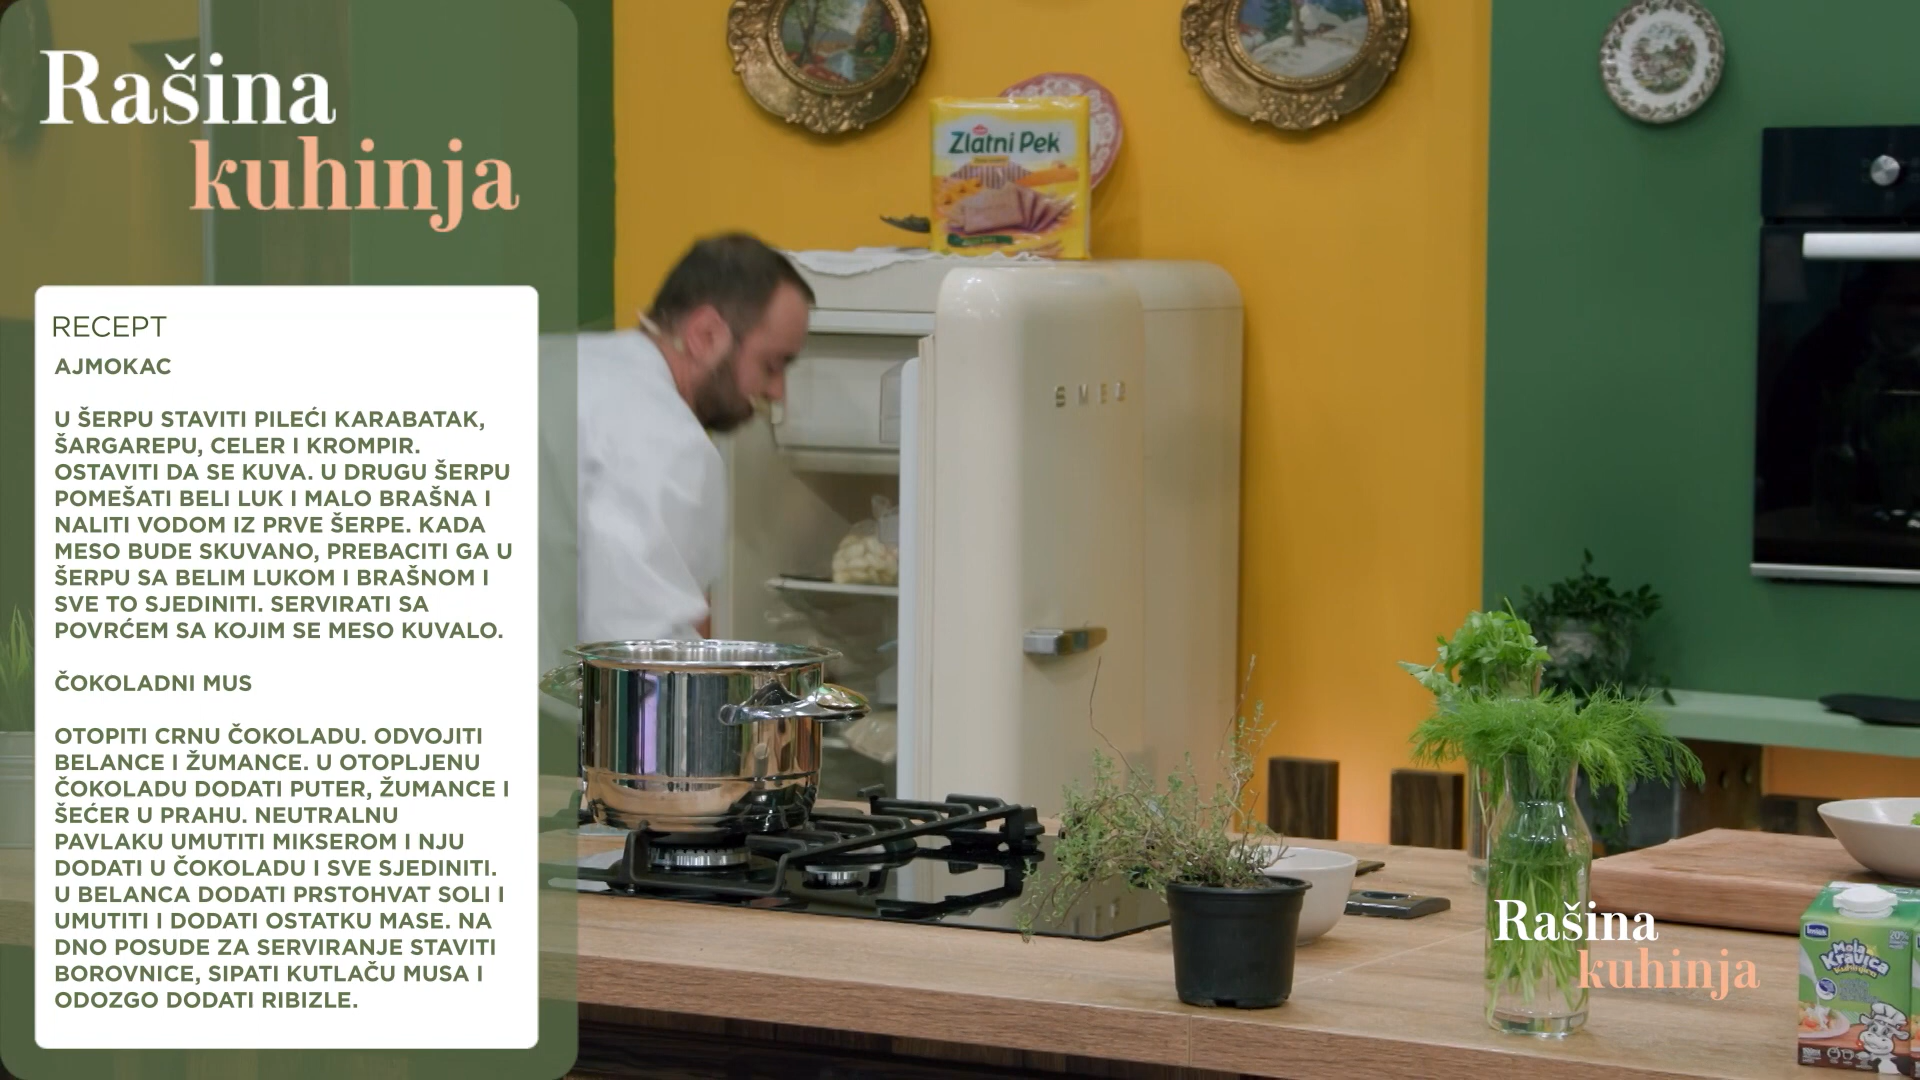 Rašina
kuhinja
RECEPT
AJMOKAC
U ŠERPU STAVITI PILEĆI KARABATAK,
ŠARGAREPU, CELER I KROMPIR.
OSTAVITI DA SE KUVA. U DRUGU ŠERPU
POMEŠATI BELI LUK I MALO BRAŠNA I
NALITI VODOM IZ PRVE ŠERPE. KADA
MESO BUDE SKUVANO, PREBACITI GA U
ŠERPU SA BELIM LUKOM I BRAŠNOM I
SVE TO SJEDINITI. SERVIRATI SA
POVRĆEM SA KOJIM SE MESO KUVALO.
ČOKOLADNI MUS
OTOPITI CRNU ČOKOLADU. ODVOJITI
BELANCE I ŽUMANCE. U OTOPLJENU
ČOKOLADU DODATI PUTER, ŽUMANCE I
ŠEĆER U PRAHU. NEUTRALNU
PAVLAKU UMUTITI MIKSEROM I NJU
DODATI U ČOKOLADU I SVE SJEDINITI.
U BELANCA DODATI PRSTOHVAT SOLI I
UMUTITI I DODATI OSTATKU MASE. NA
DNO POSUDE ZA SERVIRANJE STAVITI
BOROVNICE, SIPATI KUTLAČU MUSA I
ODOZGO DODATI RIBIZLE.
Zlatni Pek
SMEG
Rašina
kuhinja
imlek
Moja
Kravica
Kuhinjica
20%